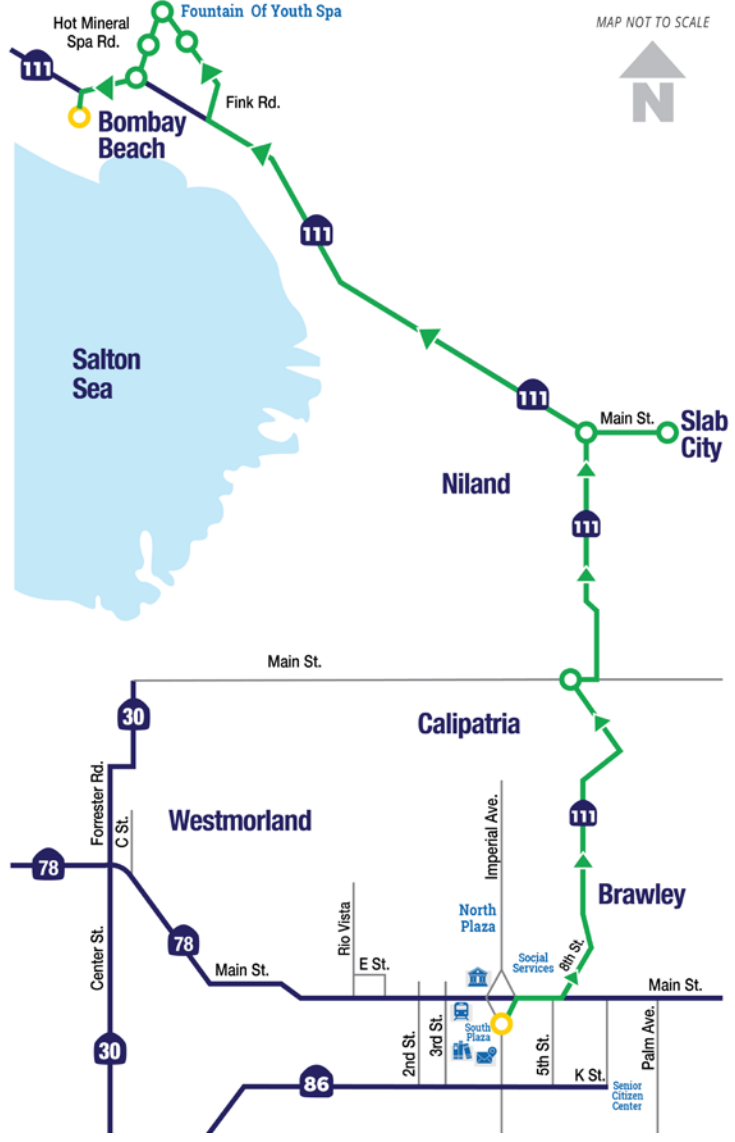 Fountain Of Youth Spa
Hot Mineral
Spa Rd.
MAP NOT TO SCALE
N
111
Fink Rd.
Bombay
Beach
111
Salton
Sea
111
Main St.
Slab
City
Niland
111
Main St.
30
Calipatria
Forrester Rd.
C St.
Westmorland
Imperial Ave.
111
78
Brawley
Rio Vista
North
Plaza
Center St.
78
Main St.
E St.
Social
Services
8th St.
Main St.
South
Plaza
2nd St.
3rd St.
5th St.
Palm Ave.
30
86
K St.
Senior
Citizen
Center